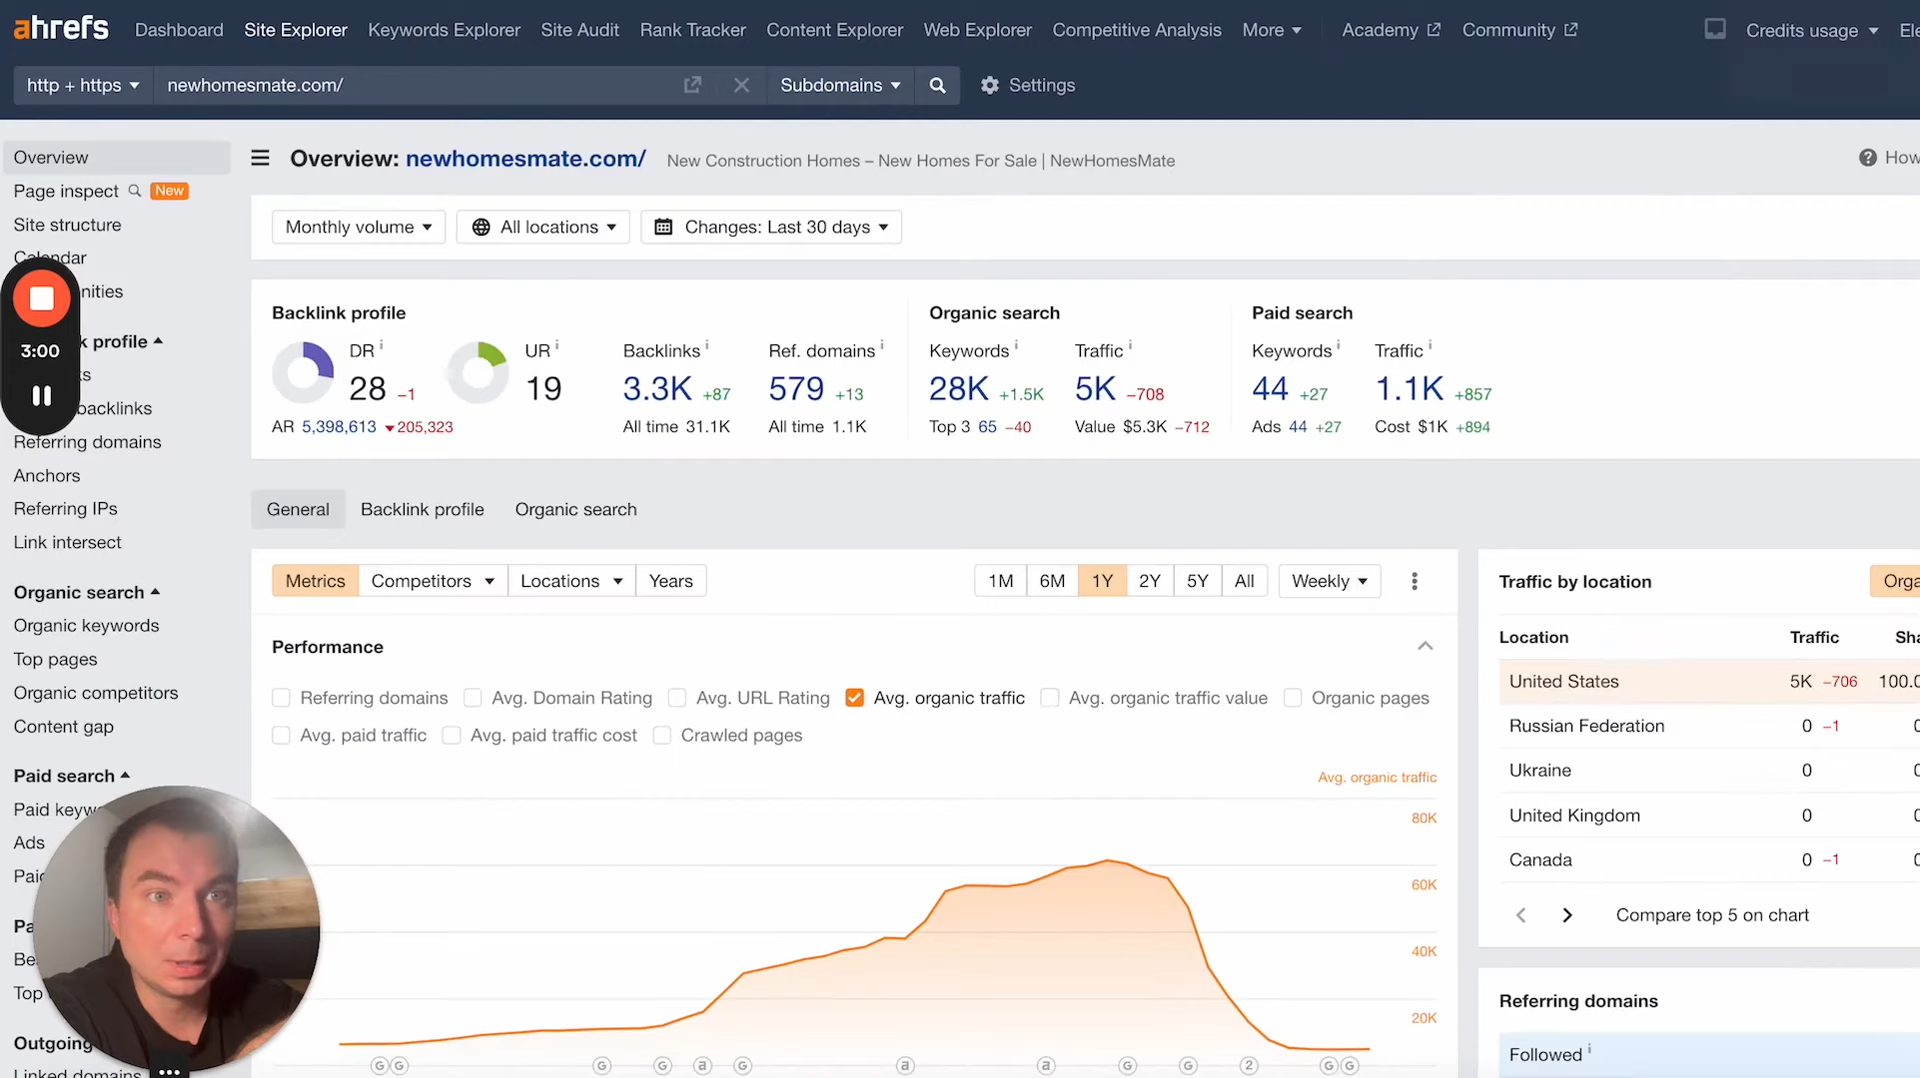 ahrefs Dashboard Site Explorer Keywords Explorer Site Audit Rank Tracker Content Explorer Web Explorer Competitive Analysis More Academy Community Credits usage
http + https newhomesmate.com/ Subdomains Settings
Overview
Page inspect New
Site structure
Calendar
Referring domains
Anchors
Referring IPs
Link intersect
Organic search
Organic keywords
Top pages
Organic competitors
Content gap
Paid search
Ads
Outgoing
Linked domains
3:00
Overview: newhomesmate.com/ New Construction Homes – New Homes For Sale | NewHomesMate
How
Monthly volume All locations Changes: Last 30 days
Backlink profile
DR 28 −1
AR 5,398,613 205,323
UR 19
Backlinks
3.3K +87
All time 31.1K
Ref. domains
579 +13
All time 1.1K
Organic search
Keywords
28K +1.5K
Top 3 65 −40
Traffic
5K −708
Value $5.3K −712
Paid search
Keywords
44 +27
Ads 44 +27
Traffic
1.1K +857
Cost $1K +894
General Backlink profile Organic search
Metrics Competitors Locations Years 1M 6M 1Y 2Y 5Y All Weekly
Performance
Referring domains Avg. Domain Rating Avg. URL Rating Avg. organic traffic Avg. organic traffic value Organic pages
Avg. paid traffic Avg. paid traffic cost Crawled pages
Avg. organic traffic
80K
60K
40K
20K
G G G G a G a a G G 2 G G
Traffic by location
Location Traffic
United States 5K −706 100.0
Russian Federation 0 −1
Ukraine 0
United Kingdom 0
Canada 0 −1
Compare top 5 on chart
Referring domains
Followed